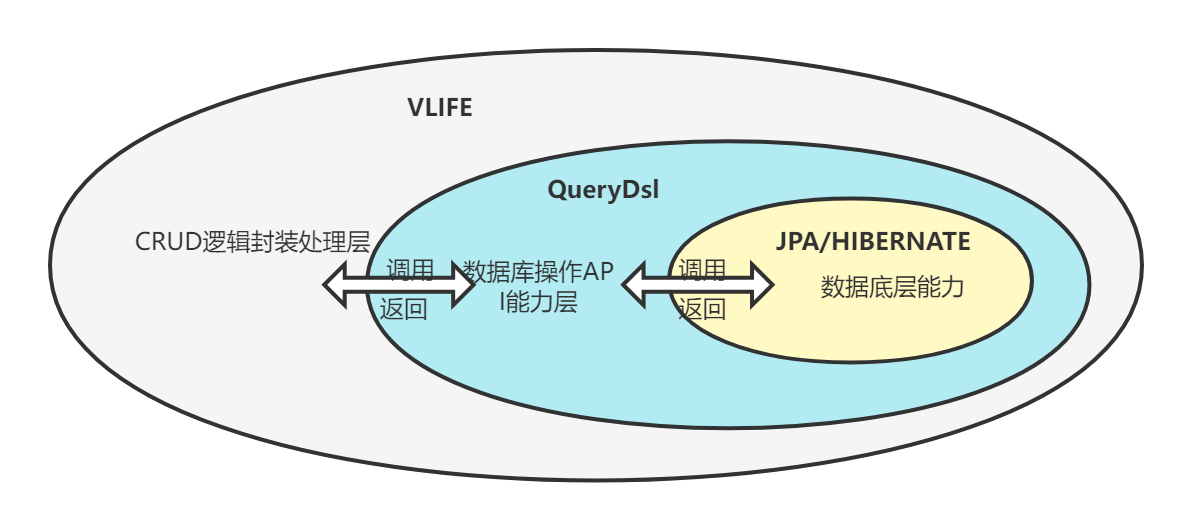 VLIFE
QueryDsl
JPA/HIBERNATE
CRUD逻辑封装处理层
调用
返回
数据库操作AP
I能力层
调用
返回
数据底层能力